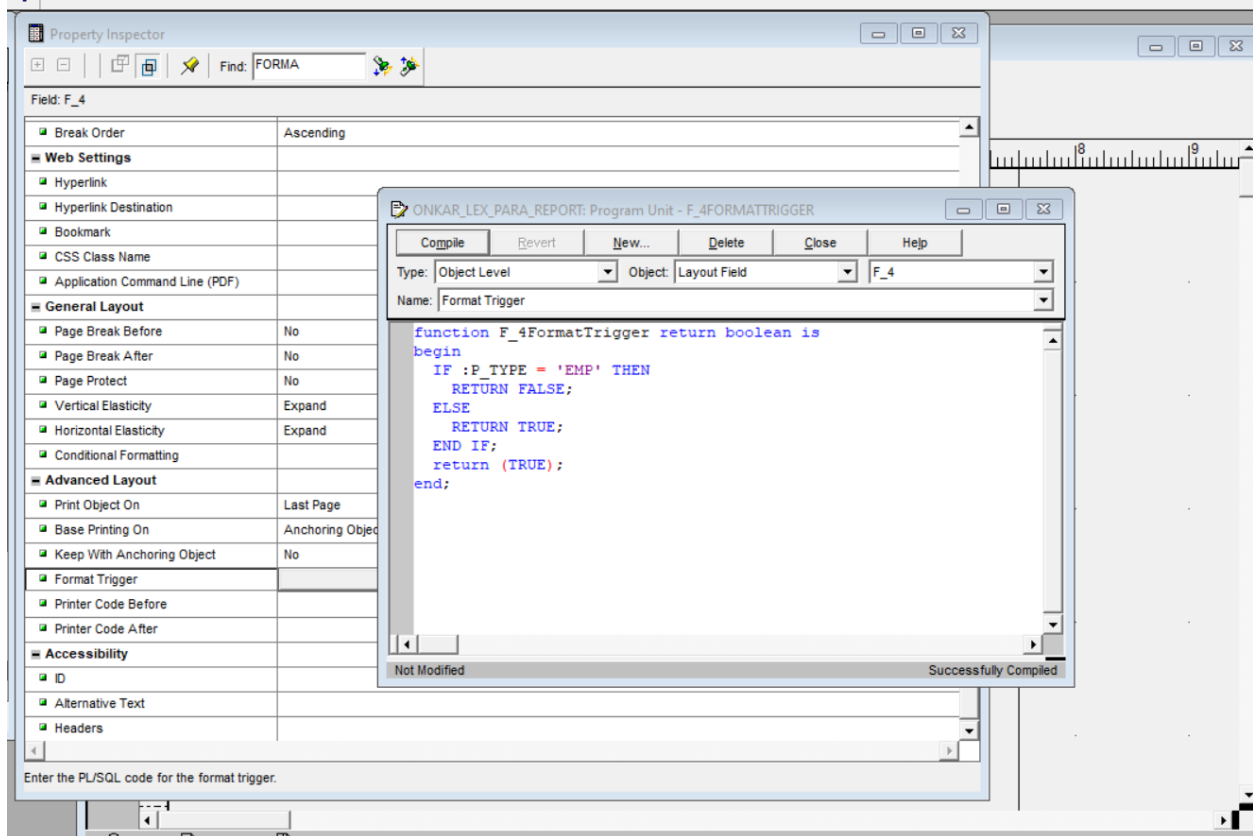 Property Inspector
Find: FORMA
Field: F_4
Break Order Ascending
Web Settings
Hyperlink
Hyperlink Destination
Bookmark
CSS Class Name
Application Command Line (PDF)
General Layout
Page Break Before No
Page Break After No
Page Protect No
Vertical Elasticity Expand
Horizontal Elasticity Expand
Conditional Formatting
Advanced Layout
Print Object On Last Page
Base Printing On Anchoring Objec
Keep With Anchoring Object No
Format Trigger
Printer Code Before
Printer Code After
Accessibility
ID
Alternative Text
Headers
Enter the PL/SQL code for the format trigger.
8 9
ONKAR_LEX_PARA_REPORT: Program Unit - F_4FORMATTRIGGER
Compile Revert New... Delete Close Help
Type: Object Level Object: Layout Field F_4
Name: Format Trigger
function F_4FormatTrigger return boolean is
begin
IF :P_TYPE = 'EMP' THEN
RETURN FALSE;
ELSE
RETURN TRUE;
END IF;
return (TRUE);
end;
Not Modified Successfully Compiled